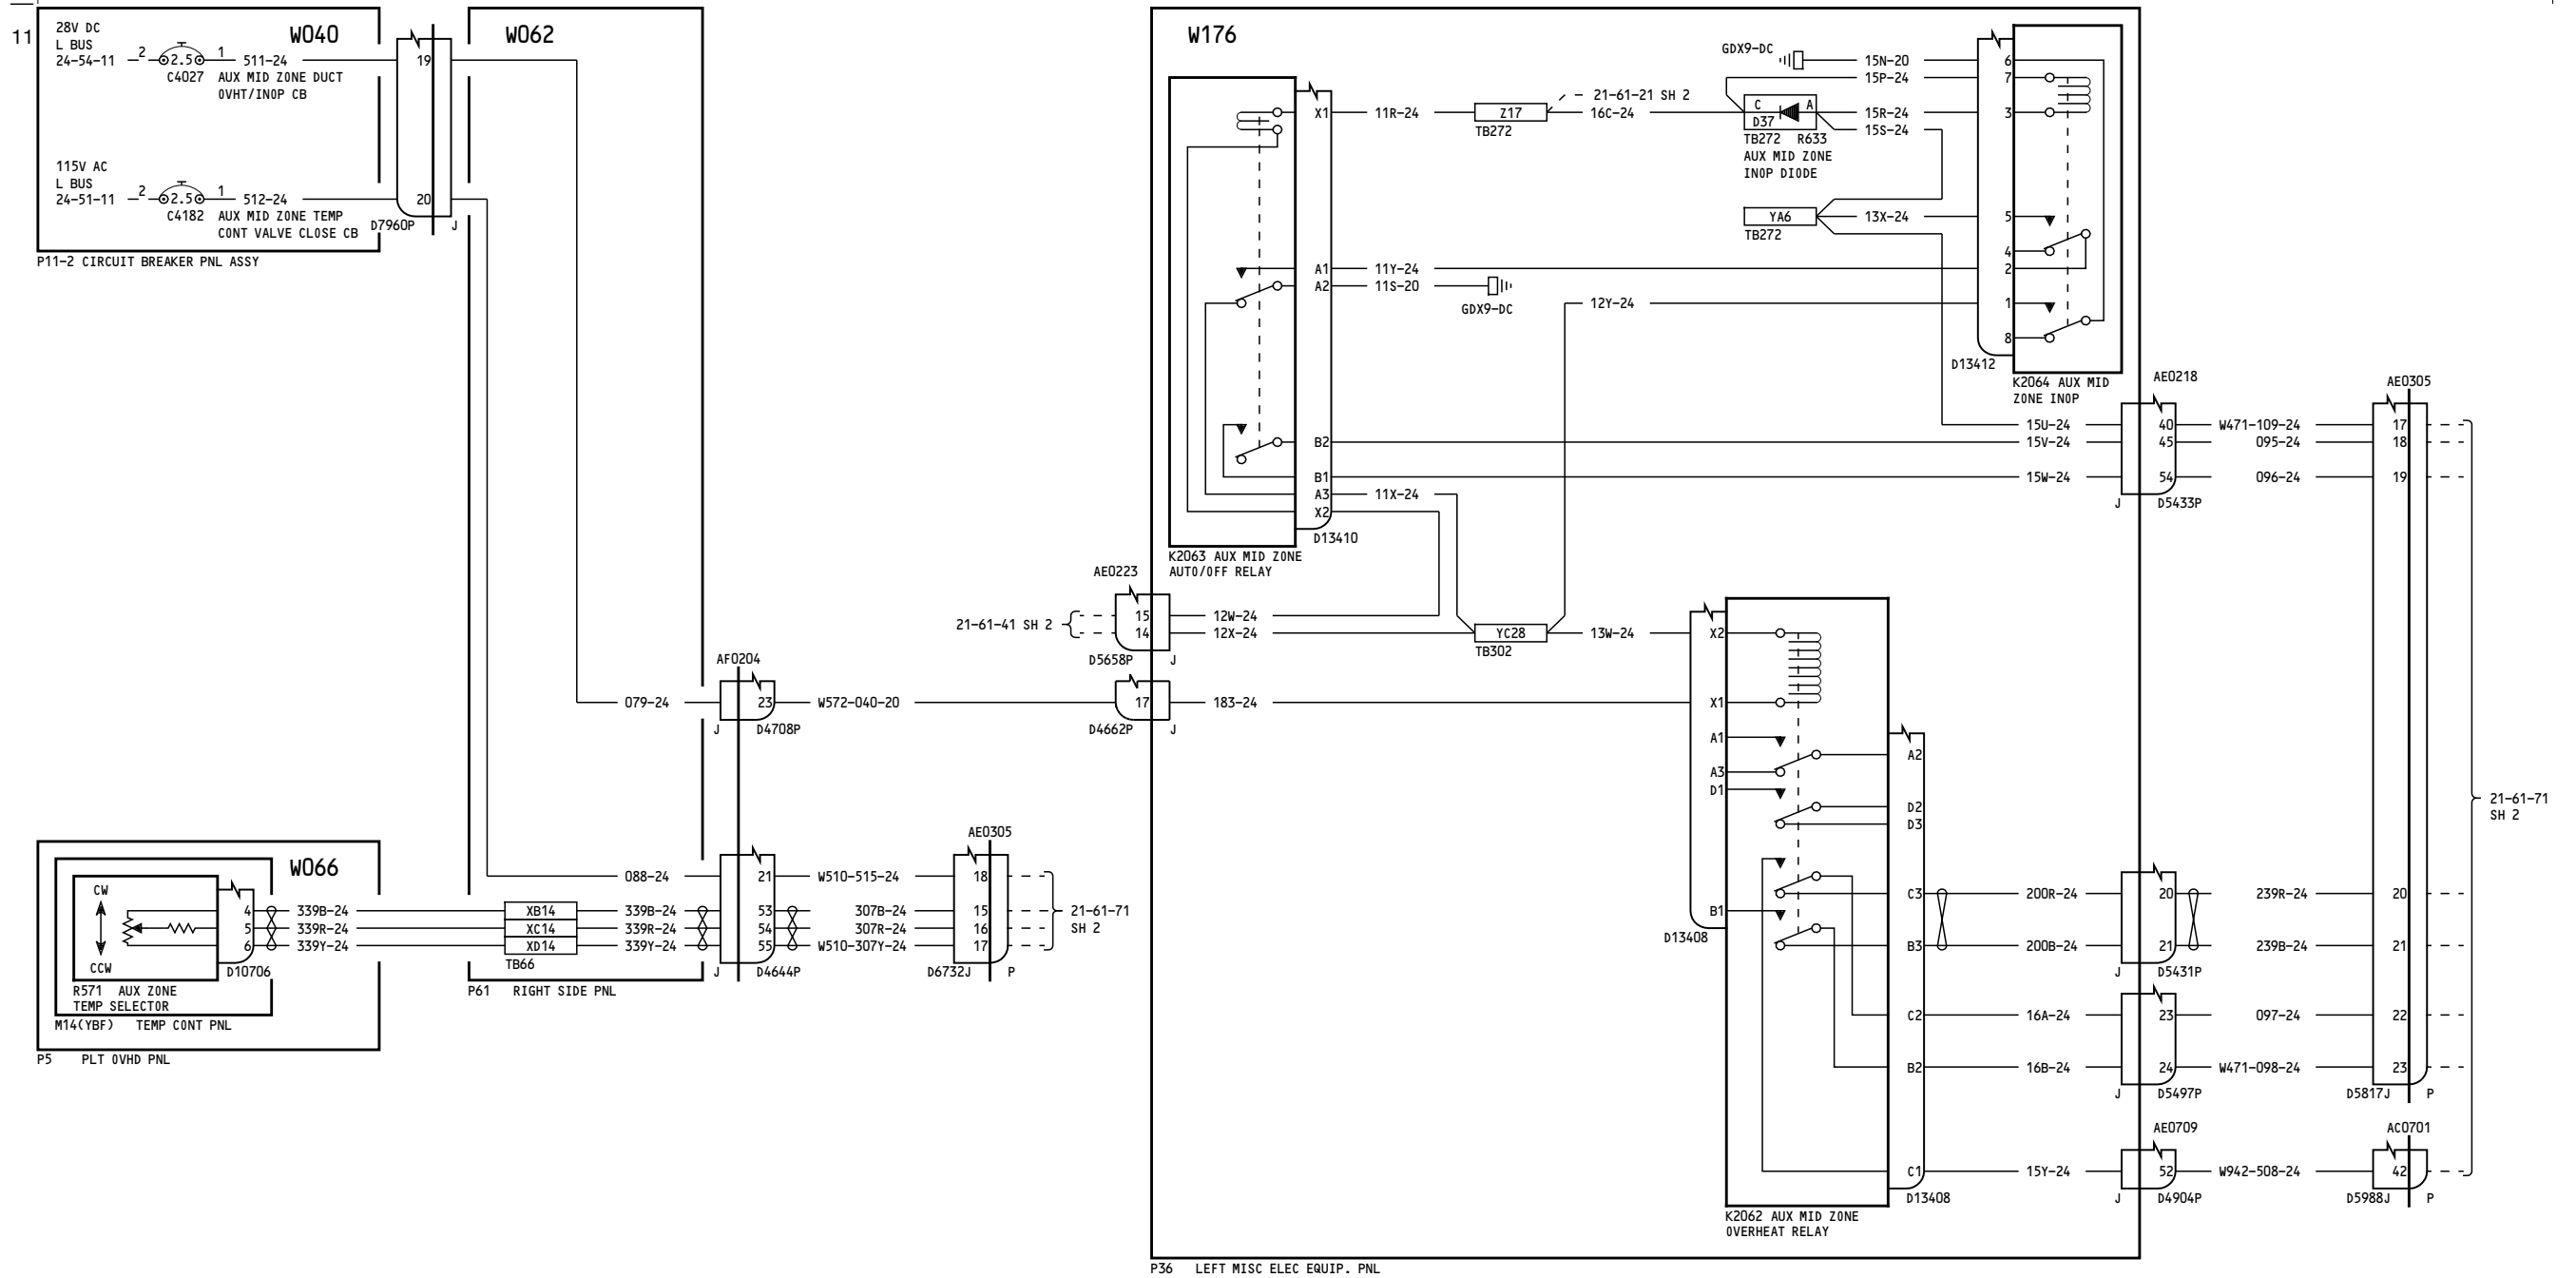 11
28V DC
L BUS
24-54-11
2
2.5
1
511-24
C4027
AUX MID ZONE DUCT
OVHT/INOP CB
W040
115V AC
L BUS
24-51-11
2
2.5
1
512-24
C4182
AUX MID ZONE TEMP
CONT VALVE CLOSE CB
P11-2 CIRCUIT BREAKER PNL ASSY
19
20
D7960P
J
W062
079-24
088-24
339B-24
339R-24
339Y-24
XB14
XC14
XD14
TB66
P61 RIGHT SIDE PNL
W066
CW
CCW
4
5
6
339B-24
339R-24
339Y-24
D10706
R571 AUX ZONE
TEMP SELECTOR
M14(YBF) TEMP CONT PNL
P5 PLT OVHD PNL
AF0204
23
J
D4708P
W572-040-20
21
53
54
55
J
D4644P
W510-515-24
307B-24
307R-24
W510-307Y-24
AE0305
18
15
16
17
D6732J
P
21-61-71
SH 2
AE0223
21-61-41 SH 2
15
14
D5658P
J
12W-24
12X-24
17
D4662P
J
183-24
W176
X1
A1
A2
B2
B1
A3
X2
D13410
K2063 AUX MID ZONE
AUTO/OFF RELAY
11R-24
Z17
TB272
21-61-21 SH 2
16C-24
11Y-24
11S-20
GDX9-DC
12Y-24
11X-24
YC28
TB302
13W-24
GDX9-DC
15N-20
15P-24
C
A
D37
TB272 R633
AUX MID ZONE
INOP DIODE
15R-24
15S-24
YA6
TB272
13X-24
6
7
3
5
4
2
1
8
D13412
K2064 AUX MID
ZONE INOP
15U-24
15V-24
15W-24
AE0218
40
45
54
J
D5433P
W471-109-24
095-24
096-24
AE0305
17
18
19
20
21
22
23
D5817J
P
X2
X1
A1
A3
D1
B1
D13408
A2
D2
D3
C3
B3
C2
B2
C1
D13408
K2062 AUX MID ZONE
OVERHEAT RELAY
200R-24
200B-24
20
21
J
D5431P
239R-24
239B-24
16A-24
16B-24
23
24
J
D5497P
097-24
W471-098-24
15Y-24
AE0709
52
J
D4904P
W942-508-24
AC0701
42
D5988J
P
21-61-71
SH 2
P36 LEFT MISC ELEC EQUIP. PNL